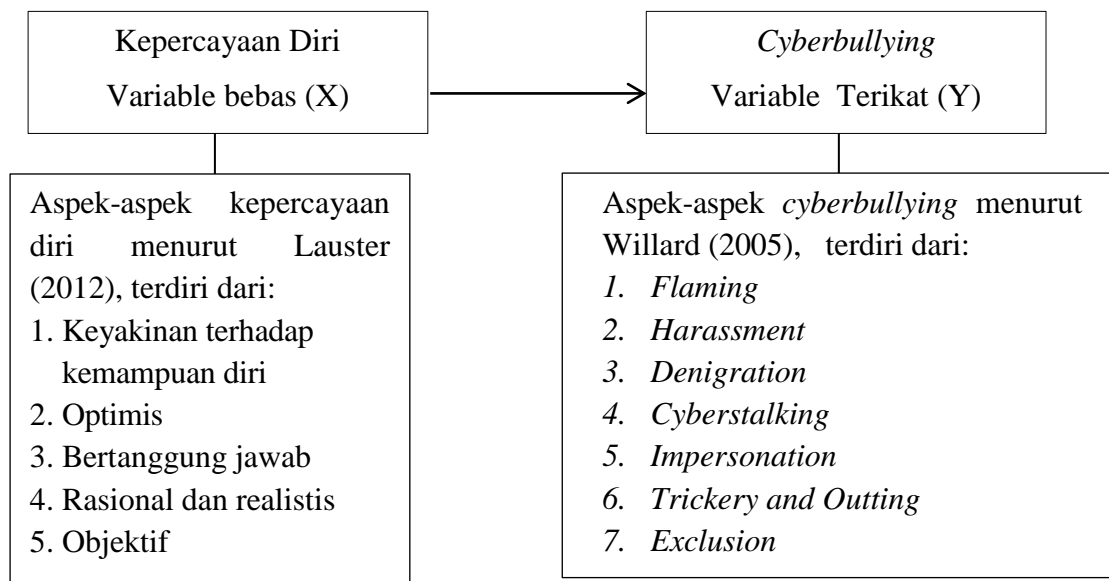 Kepercayaan Diri
Variable bebas (X)
Cyberbullying
Variable Terikat (Y)
Aspek-aspek kepercayaan
diri menurut Lauster
(2012), terdiri dari:
1. Keyakinan terhadap
kemampuan diri
2. Optimis
3. Bertanggung jawab
4. Rasional dan realistis
5. Objektif
Aspek-aspek cyberbullying menurut
Willard (2005), terdiri dari:
1. Flaming
2. Harassment
3. Denigration
4. Cyberstalking
5. Impersonation
6. Trickery and Outting
7. Exclusion